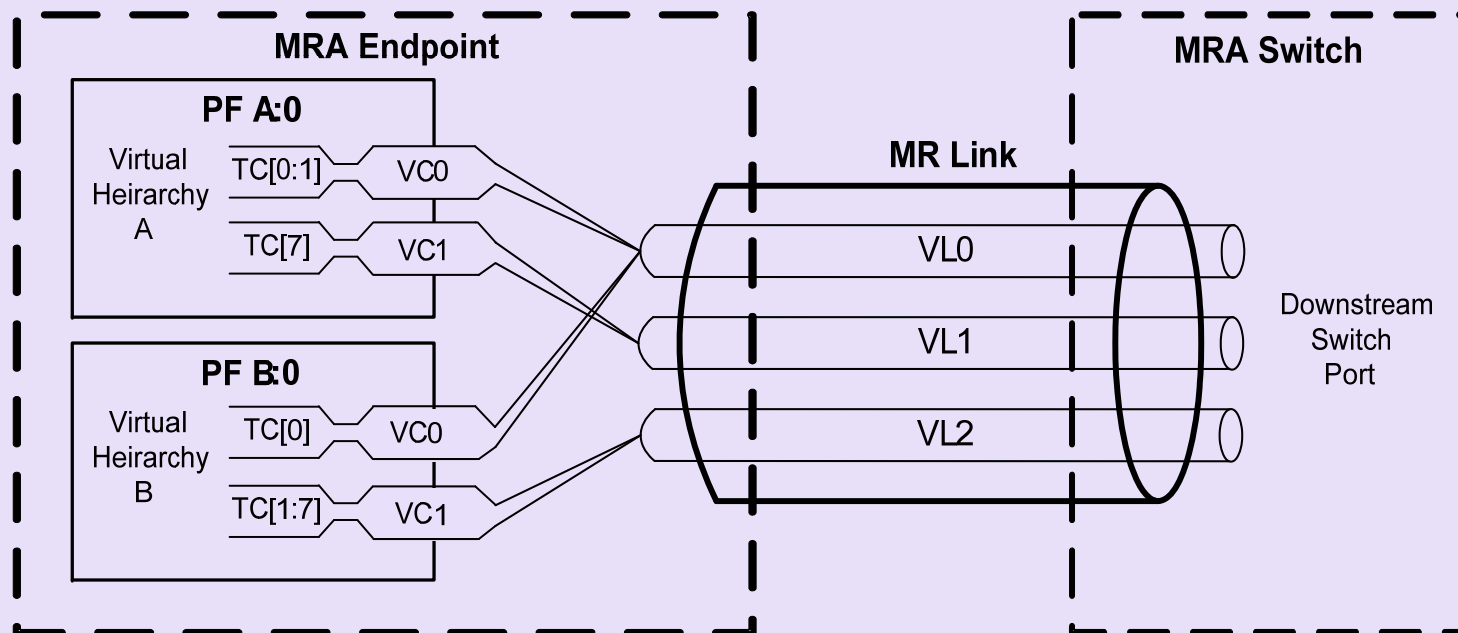 MRA Endpoint
PF A:0
Virtual
Heirarchy
A
TC[0:1]
VC0
TC[7]
VC1
PF B:0
Virtual
Heirarchy
B
TC[0]
VC0
TC[1:7]
VC1
MR Link
VL0
VL1
VL2
MRA Switch
Downstream
Switch
Port